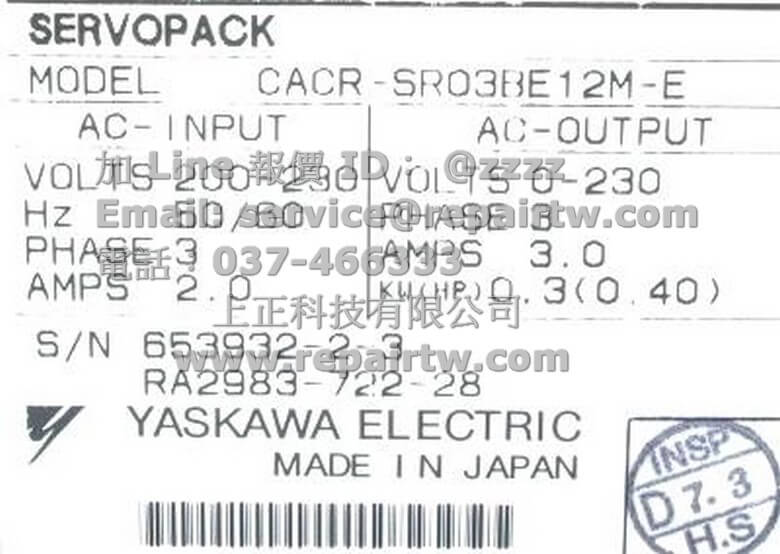 SERVOPACK
MODEL CACR-SR03BE12M-E
AC-INPUT AC-OUTPUT
加 Line 報價 ID： @zzzz
VOLTS 200-230 VOLTS 0-230
Email: service@repairtw.com
Hz 50/60 PHASE 3
PHASE 3 AMPS 3.0
電話：037-466333
AMPS 2.0 KW(HP) 0.3(0.40)
上正科技有限公司
S/N 653932-2-3
www.repairtw.com
RA2983-722-28
YASKAWA ELECTRIC
MADE IN JAPAN
INSP
D 7.3
H.S